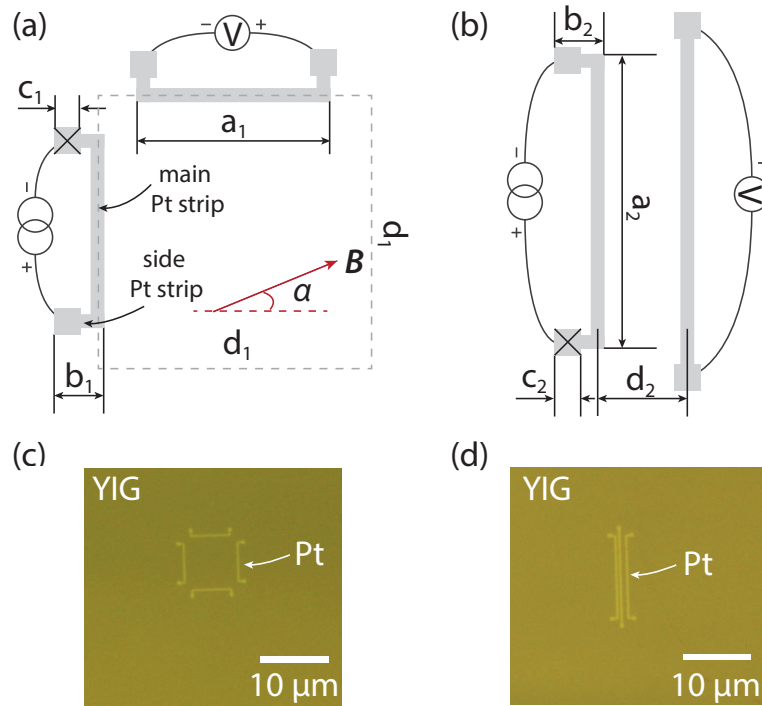 (a)
− V +
c₁
a₁
−
main
Pt strip
+
side
Pt strip
B
α
d₁
d₁
b₁
(b)
b₂
−
−
a₂
V
+
+
c₂
d₂
(c)
YIG
Pt
10 µm
(d)
YIG
Pt
10 µm